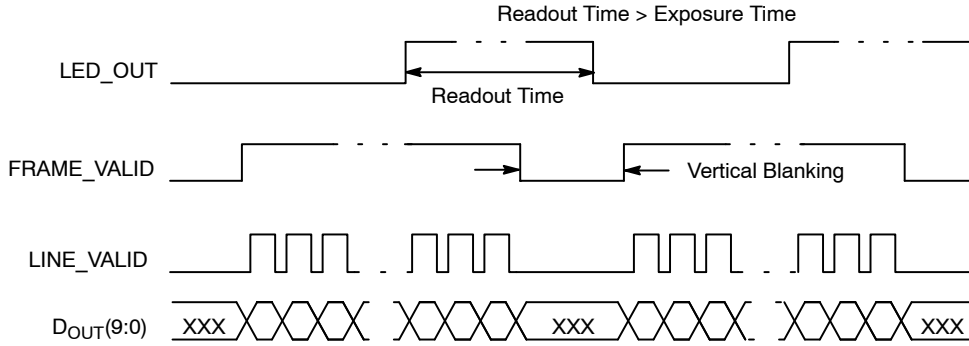 Readout Time > Exposure Time
LED_OUT
Readout Time
FRAME_VALID
Vertical Blanking
LINE_VALID
DOUT(9:0) XXX XXX XXX